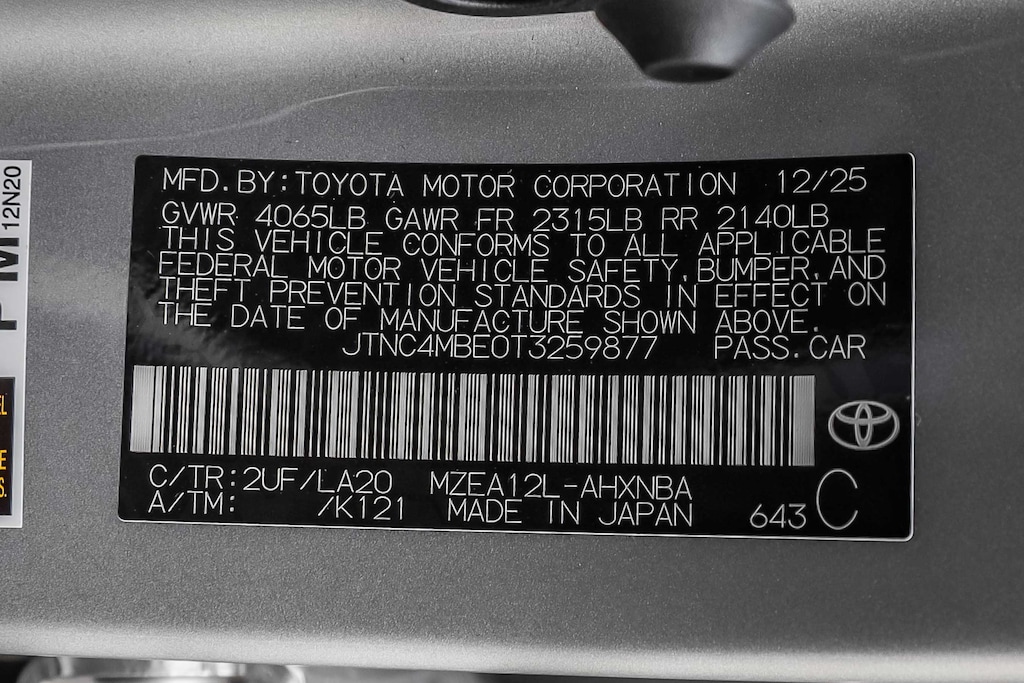 MFD.BY:TOYOTA MOTOR CORPORATION 12/25
GVWR 4065LB GAWR FR 2315LB RR 2140LB
THIS VEHICLE CONFORMS TO ALL APPLICABLE
FEDERAL MOTOR VEHICLE SAFETY,BUMPER,AND
THEFT PREVENTION STANDARDS IN EFFECT ON
THE DATE OF MANUFACTURE SHOWN ABOVE.
JTNC4MBE0T3259877 PASS.CAR
C/TR:2UF/LA20 MZEA12L-AHXNBA
A/TM: /K121 MADE IN JAPAN 643 C
12N20